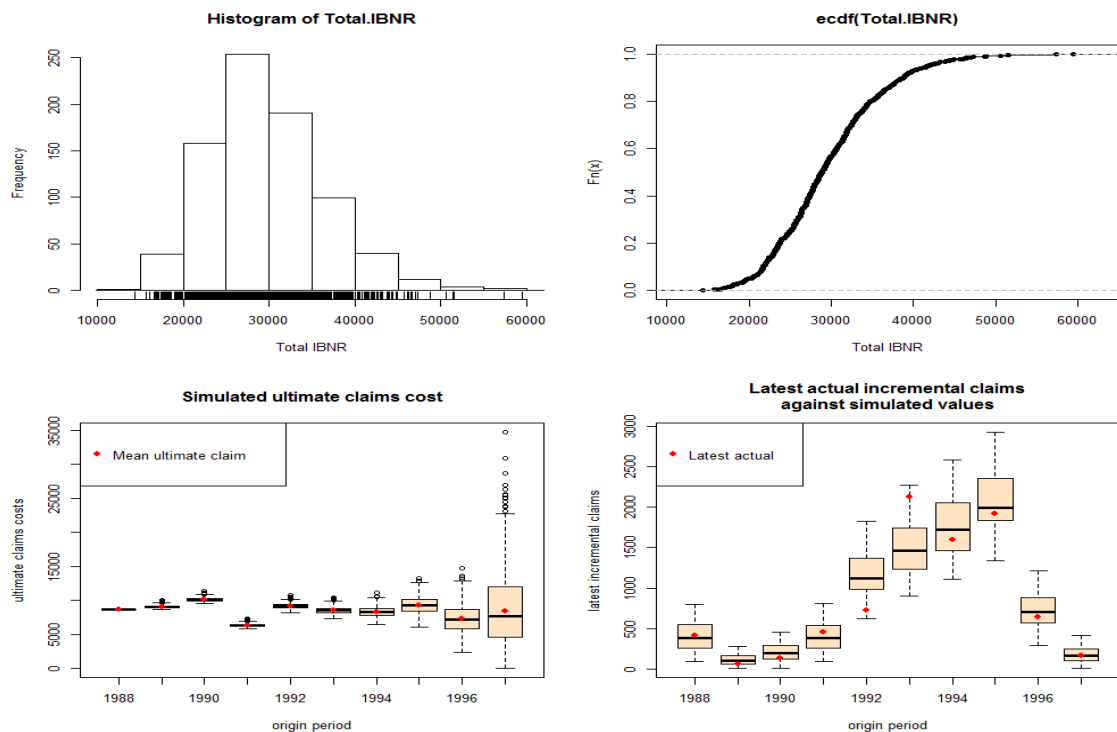 Histogram of Total.IBNR
Frequency
250
200
150
100
50
0
10000 20000 30000 40000 50000 60000
Total IBNR
ecdf(Total.IBNR)
Fn(x)
1.0
0.8
0.6
0.4
0.2
0.0
10000 20000 30000 40000 50000 60000
Total IBNR
Simulated ultimate claims cost
Mean ultimate claim
ultimate claims costs
35000
25000
15000
5000
0
1988 1990 1992 1994 1996
origin period
Latest actual incremental claims
against simulated values
Latest actual
latest incremental claims
3000
2500
2000
1500
1000
500
0
1988 1990 1992 1994 1996
origin period